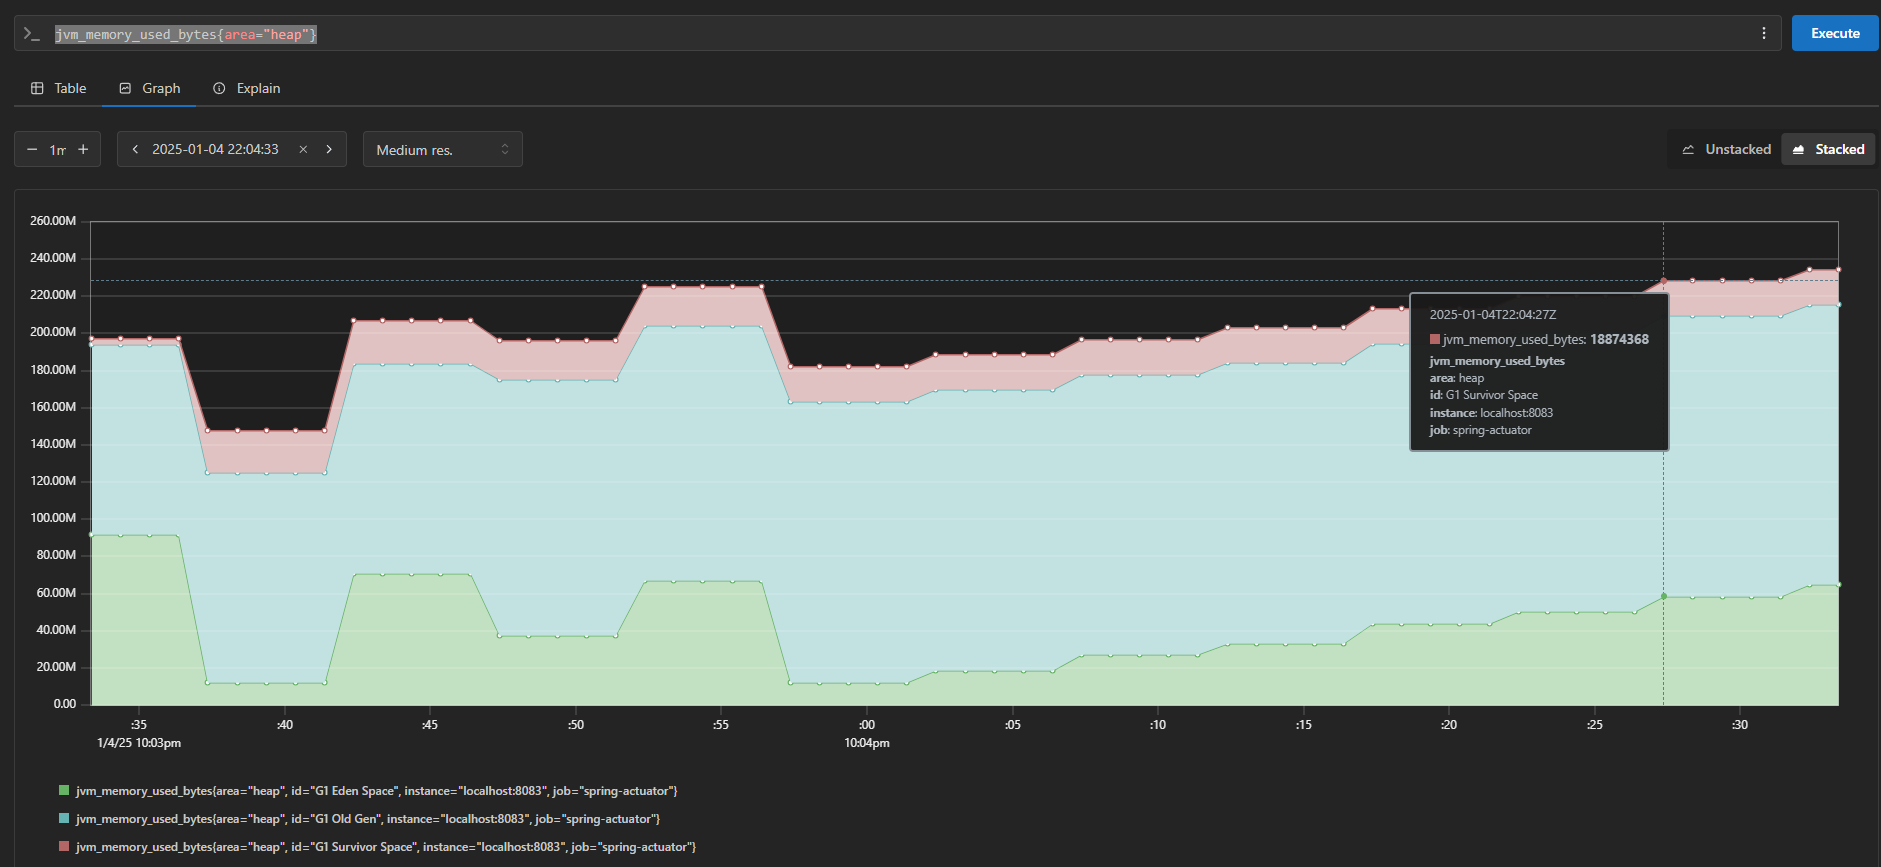 jvm_memory_used_bytes{area="heap"}
Execute
Table Graph Explain
1m 2025-01-04 22:04:33 Medium res. Unstacked Stacked
260.00M
240.00M
220.00M
200.00M
180.00M
160.00M
140.00M
120.00M
100.00M
80.00M
60.00M
40.00M
20.00M
0.00
2025-01-04T22:04:27Z
jvm_memory_used_bytes: 18874368
jvm_memory_used_bytes
area: heap
id: G1 Survivor Space
instance: localhost:8083
job: spring-actuator
:35 :40 :45 :50 :55 :00 :05 :10 :15 :20 :25 :30
1/4/25 10:03pm 10:04pm
jvm_memory_used_bytes{area="heap", id="G1 Eden Space", instance="localhost:8083", job="spring-actuator"}
jvm_memory_used_bytes{area="heap", id="G1 Old Gen", instance="localhost:8083", job="spring-actuator"}
jvm_memory_used_bytes{area="heap", id="G1 Survivor Space", instance="localhost:8083", job="spring-actuator"}